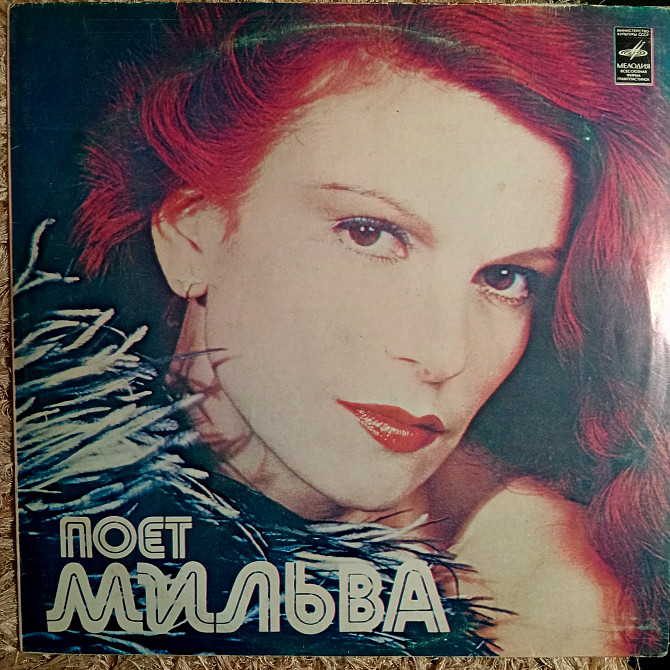 МИНИСТЕРСТВО
КУЛЬТУРЫ СССР
МЕЛОДИЯ
ВСЕСОЮЗНАЯ
ФИРМА
ГРАМПЛАСТИНОК
ПОЕТ
МИЛЬВА